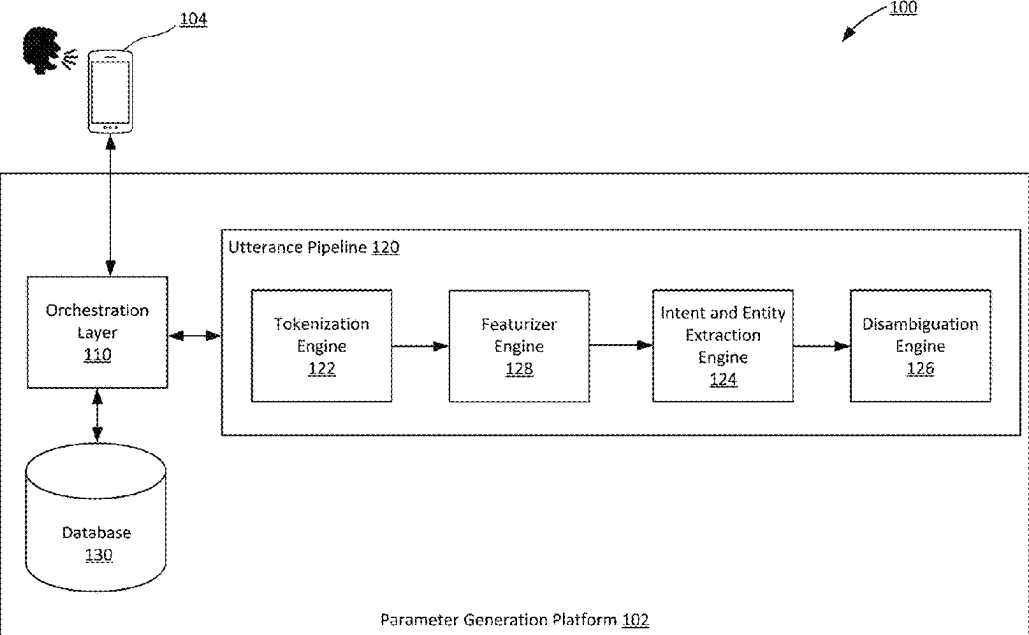 100
104
Utterance Pipeline 120
Orchestration
Layer
110
Tokenization
Engine
122
Featurizer
Engine
128
Intent and Entity
Extraction
Engine
124
Disambiguation
Engine
126
Database
130
Parameter Generation Platform 102